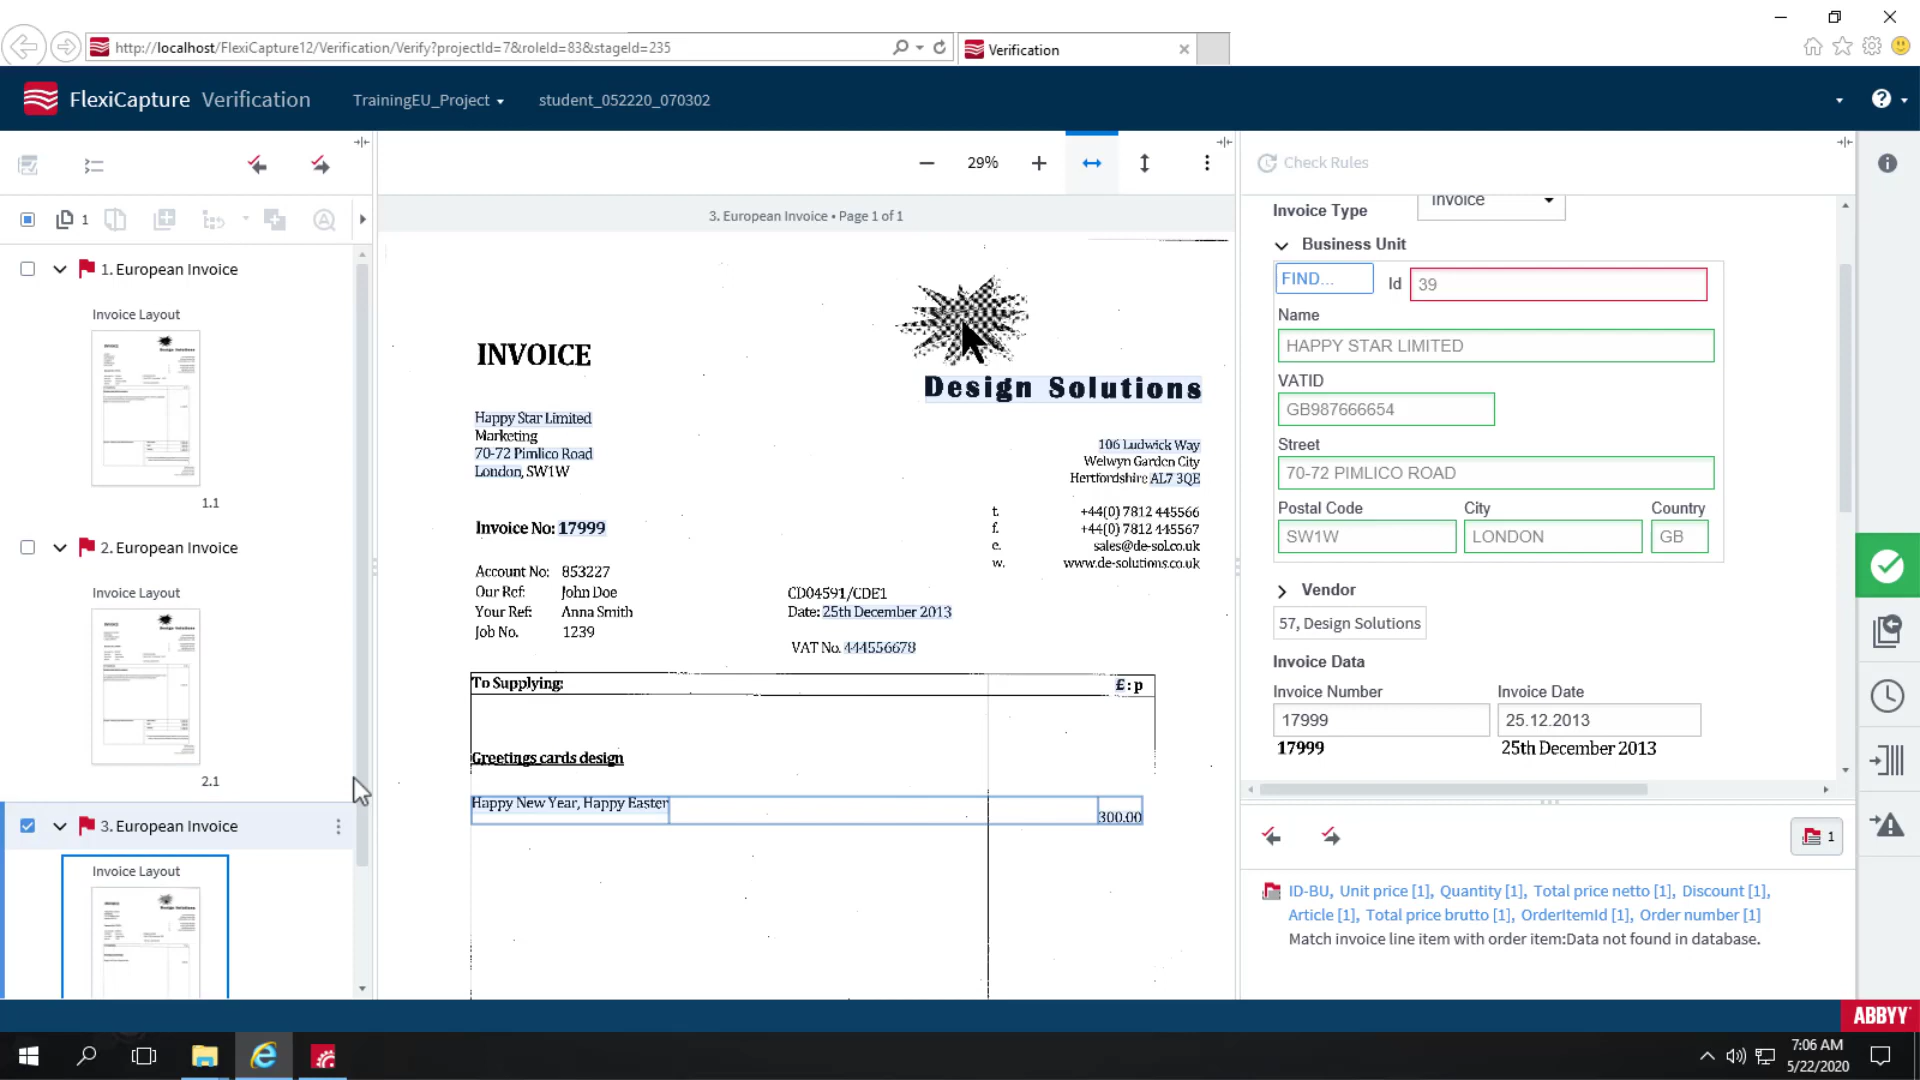 http://localhost/FlexiCapture12/Verification/Verify?projectId=7&roleId=83&stageId=235
Verification
FlexiCapture Verification
TrainingEU_Project
student_052220_070302
1
1. European Invoice
Invoice Layout
1.1
2. European Invoice
Invoice Layout
2.1
3. European Invoice
Invoice Layout
29%
3. European Invoice • Page 1 of 1
INVOICE
Design Solutions
Happy Star Limited
Marketing
70-72 Pimlico Road
London, SW1W
106 Ludwick Way
Welwyn Garden City
Hertfordshire AL7 3QE
t. +44(0) 7812 445566
f. +44(0) 7812 445567
e. sales@de-sol.co.uk
w. www.de-solutions.co.uk
Invoice No: 17999
Account No: 853227
Our Ref: John Doe
Your Ref: Anna Smith
Job No. 1239
CD04591/CDE1
Date: 25th December 2013
VAT No. 444556678
To Supplying: £:p
Greetings cards design
Happy New Year, Happy Easter
300.00
Check Rules
Invoice Type Invoice
Business Unit
FIND... Id 39
Name
HAPPY STAR LIMITED
VATID
GB987666654
Street
70-72 PIMLICO ROAD
Postal Code City Country
SW1W LONDON GB
Vendor
57, Design Solutions
Invoice Data
Invoice Number Invoice Date
17999 25.12.2013
17999 25th December 2013
1
ID-BU, Unit price [1], Quantity [1], Total price netto [1], Discount [1],
Article [1], Total price brutto [1], OrderItemId [1], Order number [1]
Match invoice line item with order item:Data not found in database.
ABBYY
7:06 AM
5/22/2020